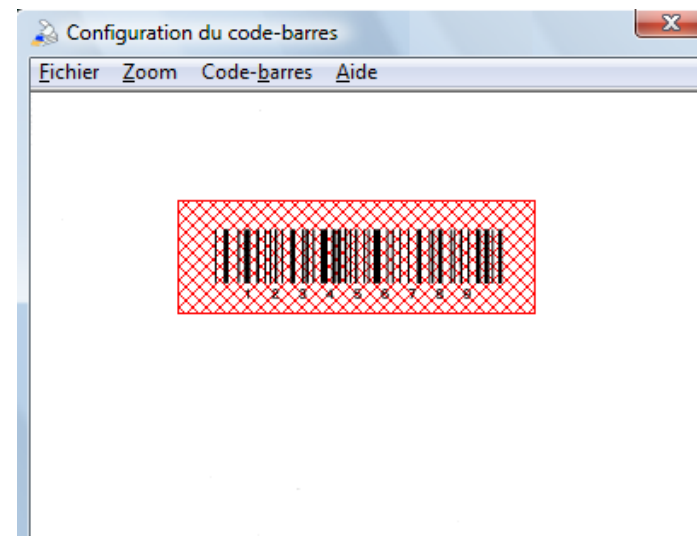 Configuration du code-barres
Fichier Zoom Code-barres Aide
1 2 3 4 5 6 7 8 9